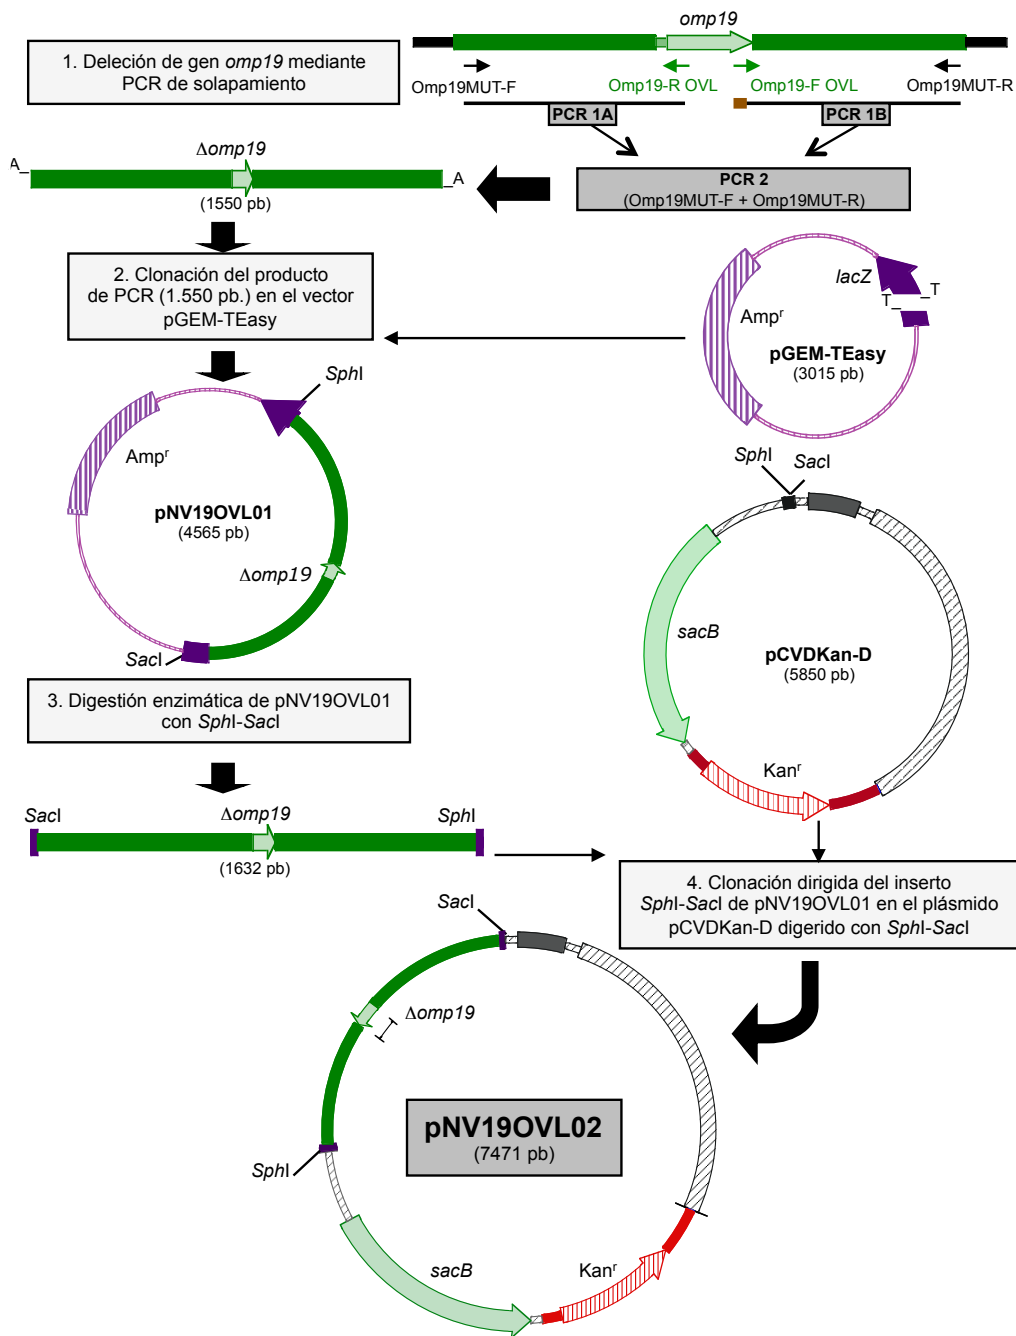 omp19
1. Deleción de gen omp19 mediante
PCR de solapamiento
Omp19MUT-F
Omp19-R OVL
Omp19-F OVL
Omp19MUT-R
PCR 1A
PCR 1B
Δomp19
A_
_A
(1550 pb)
PCR 2
(Omp19MUT-F + Omp19MUT-R)
2. Clonación del producto
de PCR (1.550 pb.) en el vector
pGEM-TEasy
lacZ
T_
_T
Ampr
pGEM-TEasy
(3015 pb)
SphI
Ampr
pNV19OVL01
(4565 pb)
Δomp19
SacI
SphI
SacI
sacB
pCVDKan-D
(5850 pb)
Kanr
3. Digestión enzimática de pNV19OVL01
con SphI-SacI
SacI
Δomp19
SphI
(1632 pb)
4. Clonación dirigida del inserto
SphI-SacI de pNV19OVL01 en el plásmido
pCVDKan-D digerido con SphI-SacI
SacI
Δomp19
pNV19OVL02
(7471 pb)
SphI
sacB
Kanr